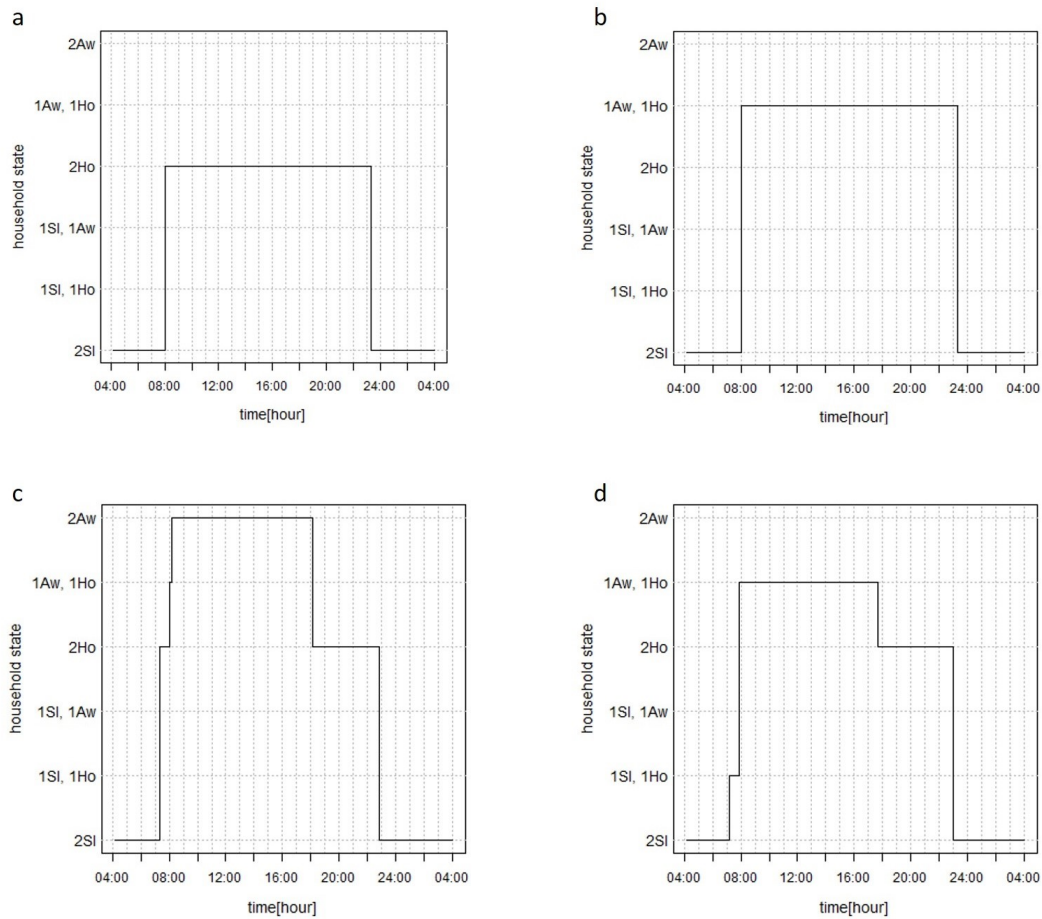 a
household state
2Aw
1Aw, 1Ho
2Ho
1Sl, 1Aw
1Sl, 1Ho
2Sl
04:00 08:00 12:00 16:00 20:00 24:00 04:00
time[hour]
b
household state
2Aw
1Aw, 1Ho
2Ho
1Sl, 1Aw
1Sl, 1Ho
2Sl
04:00 08:00 12:00 16:00 20:00 24:00 04:00
time[hour]
c
household state
2Aw
1Aw, 1Ho
2Ho
1Sl, 1Aw
1Sl, 1Ho
2Sl
04:00 08:00 12:00 16:00 20:00 24:00 04:00
time[hour]
d
household state
2Aw
1Aw, 1Ho
2Ho
1Sl, 1Aw
1Sl, 1Ho
2Sl
04:00 08:00 12:00 16:00 20:00 24:00 04:00
time[hour]